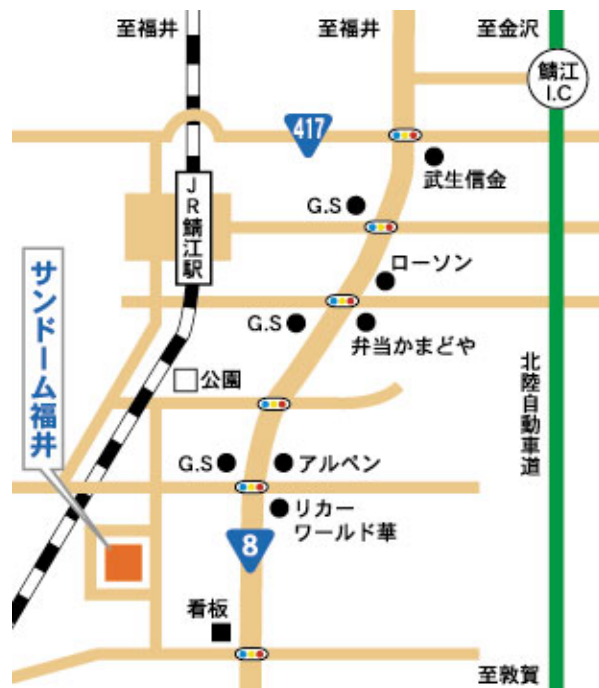 至福井
至福井
至金沢
鯖江
I.C
417
武生信金
G.S
JR鯖江駅
ローソン
G.S
弁当かまどや
サンドーム福井
公園
北陸自動車道
G.S
アルペン
リカー
ワールド華
8
看板
至敦賀